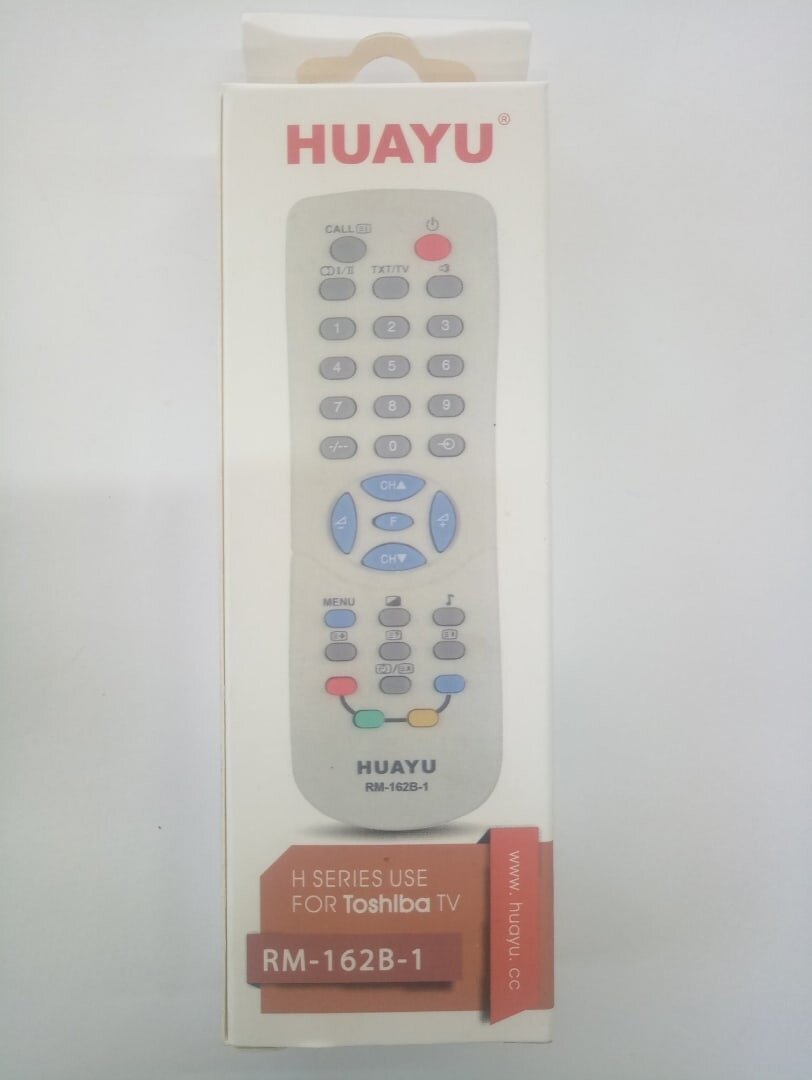 HUAYU®
CALL
I/II TXT/TV
1 2 3
4 5 6
7 8 9
-/-- 0
CH▲
- F +
CH▼
MENU
HUAYU
RM-162B-1
H SERIES USE
FOR Toshiba TV
RM-162B-1
www.huayu.cc